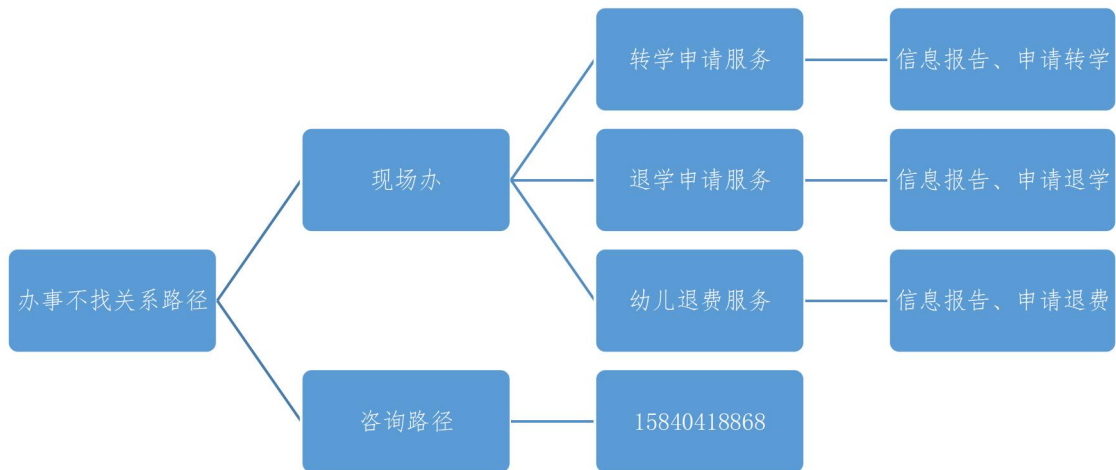 转学申请服务
信息报告、申请转学
现场办
退学申请服务
信息报告、申请退学
办事不找关系路径
幼儿退费服务
信息报告、申请退费
咨询路径
15840418868